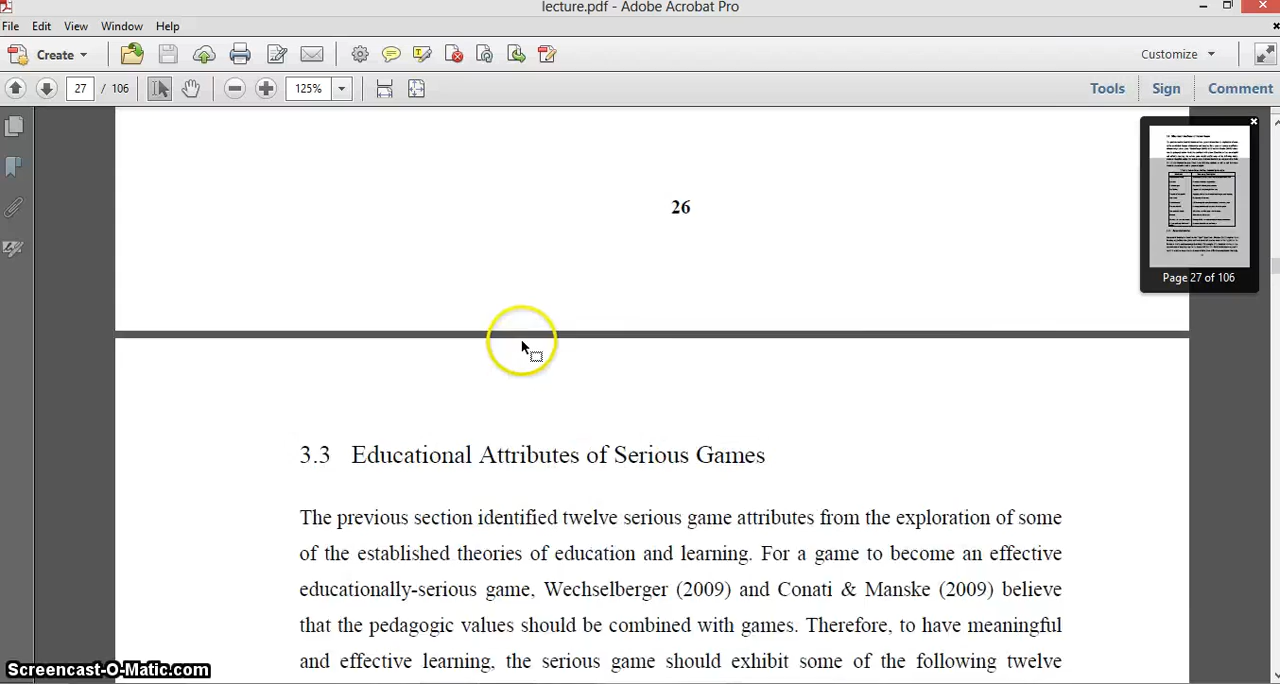 lecture.pdf - Adobe Acrobat Pro
File Edit View Window Help
Create
Customize
27 / 106
125%
Tools Sign Comment
Page 27 of 106
26
3.3 Educational Attributes of Serious Games
The previous section identified twelve serious game attributes from the exploration of some
of the established theories of education and learning. For a game to become an effective
educationally-serious game, Wechselberger (2009) and Conati & Manske (2009) believe
that the pedagogic values should be combined with games. Therefore, to have meaningful
and effective learning, the serious game should exhibit some of the following twelve
Screencast-O-Matic.com